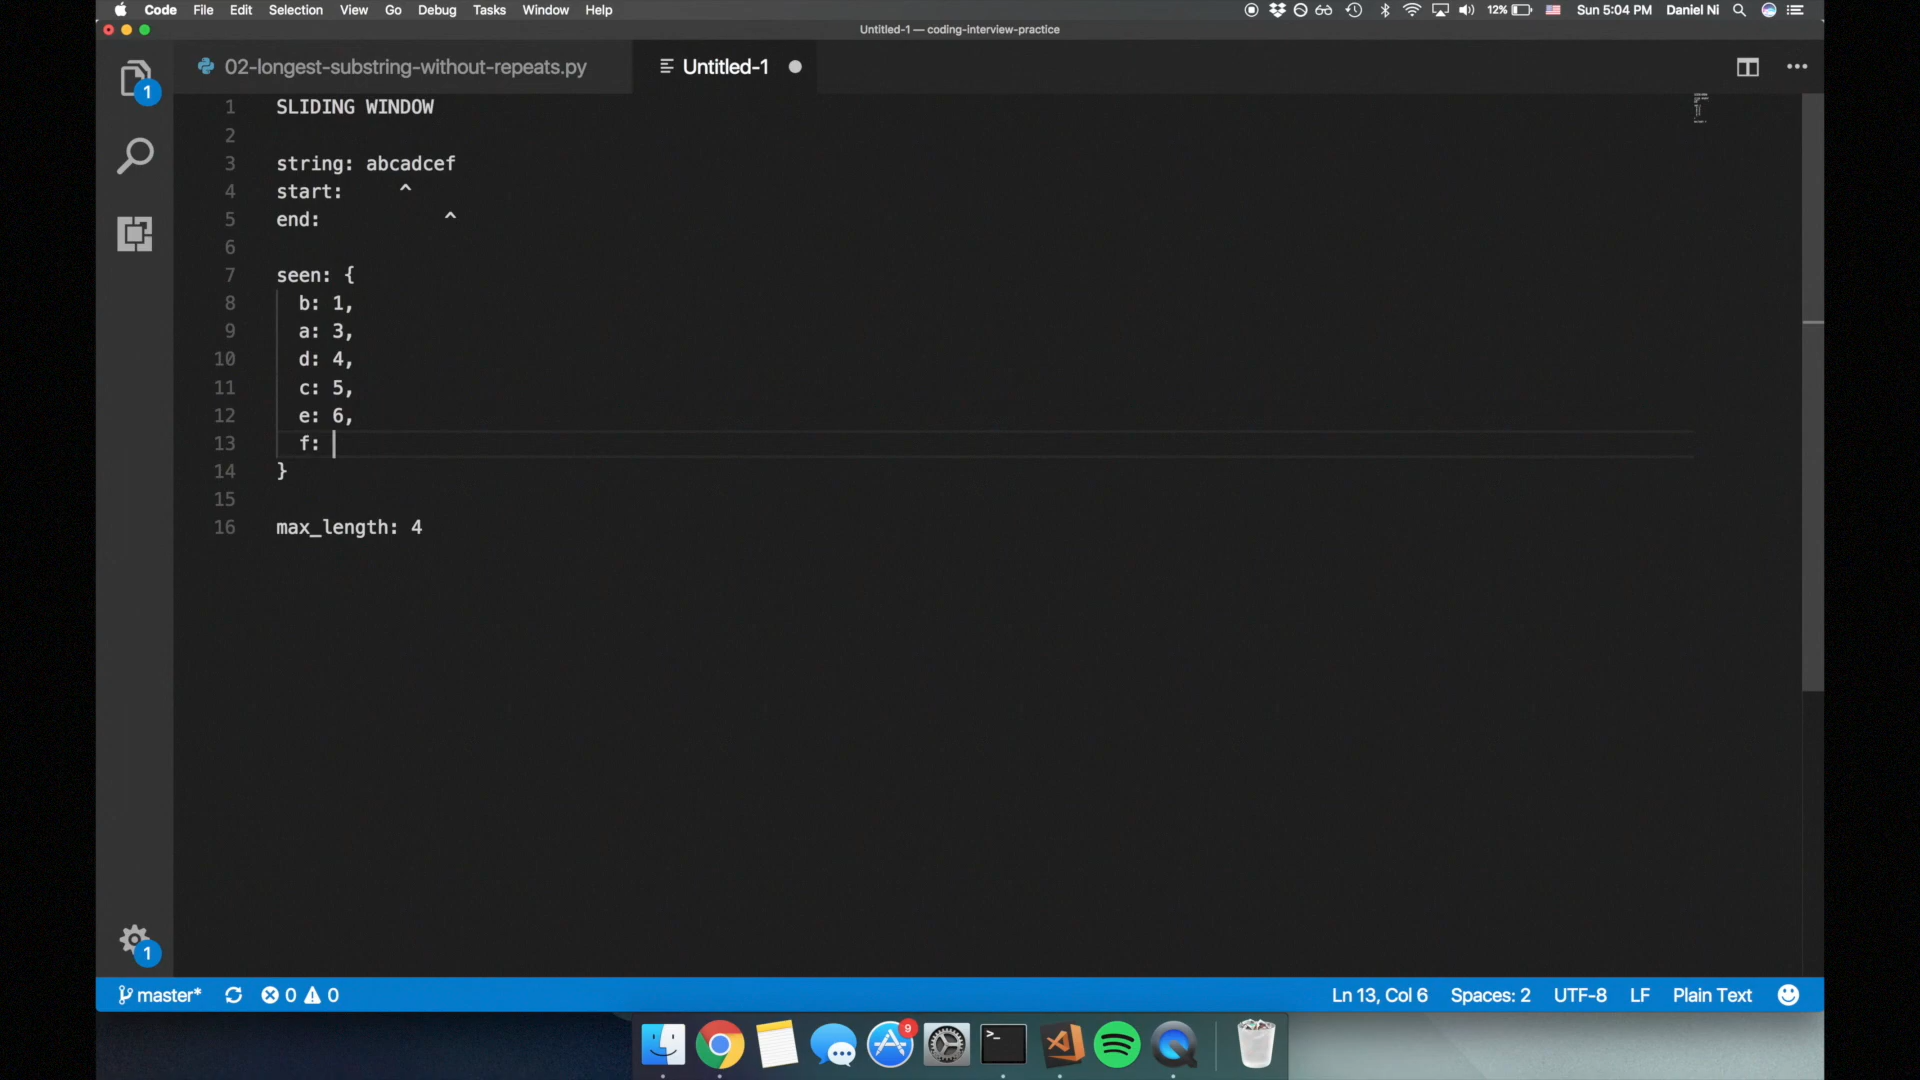 Code File Edit Selection View Go Debug Tasks Window Help 12% Sun 5:04 PM Daniel Ni
Untitled-1 — coding-interview-practice
02-longest-substring-without-repeats.py Untitled-1
1
1 SLIDING WINDOW
2
3 string: abcadcef
4 start: ^
5 end: ^
6
7 seen: {
8 b: 1,
9 a: 3,
10 d: 4,
11 c: 5,
12 e: 6,
13 f:
14 }
15
16 max_length: 4
1
master* 0 0 Ln 13, Col 6 Spaces: 2 UTF-8 LF Plain Text
9